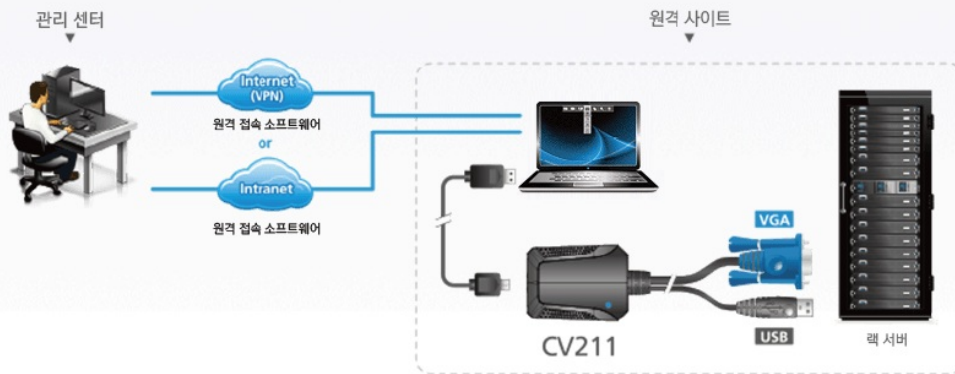 관리 센터
원격 사이트
Internet
(VPN)
원격 접속 소프트웨어
or
Intranet
원격 접속 소프트웨어
VGA
USB
CV211
랙 서버